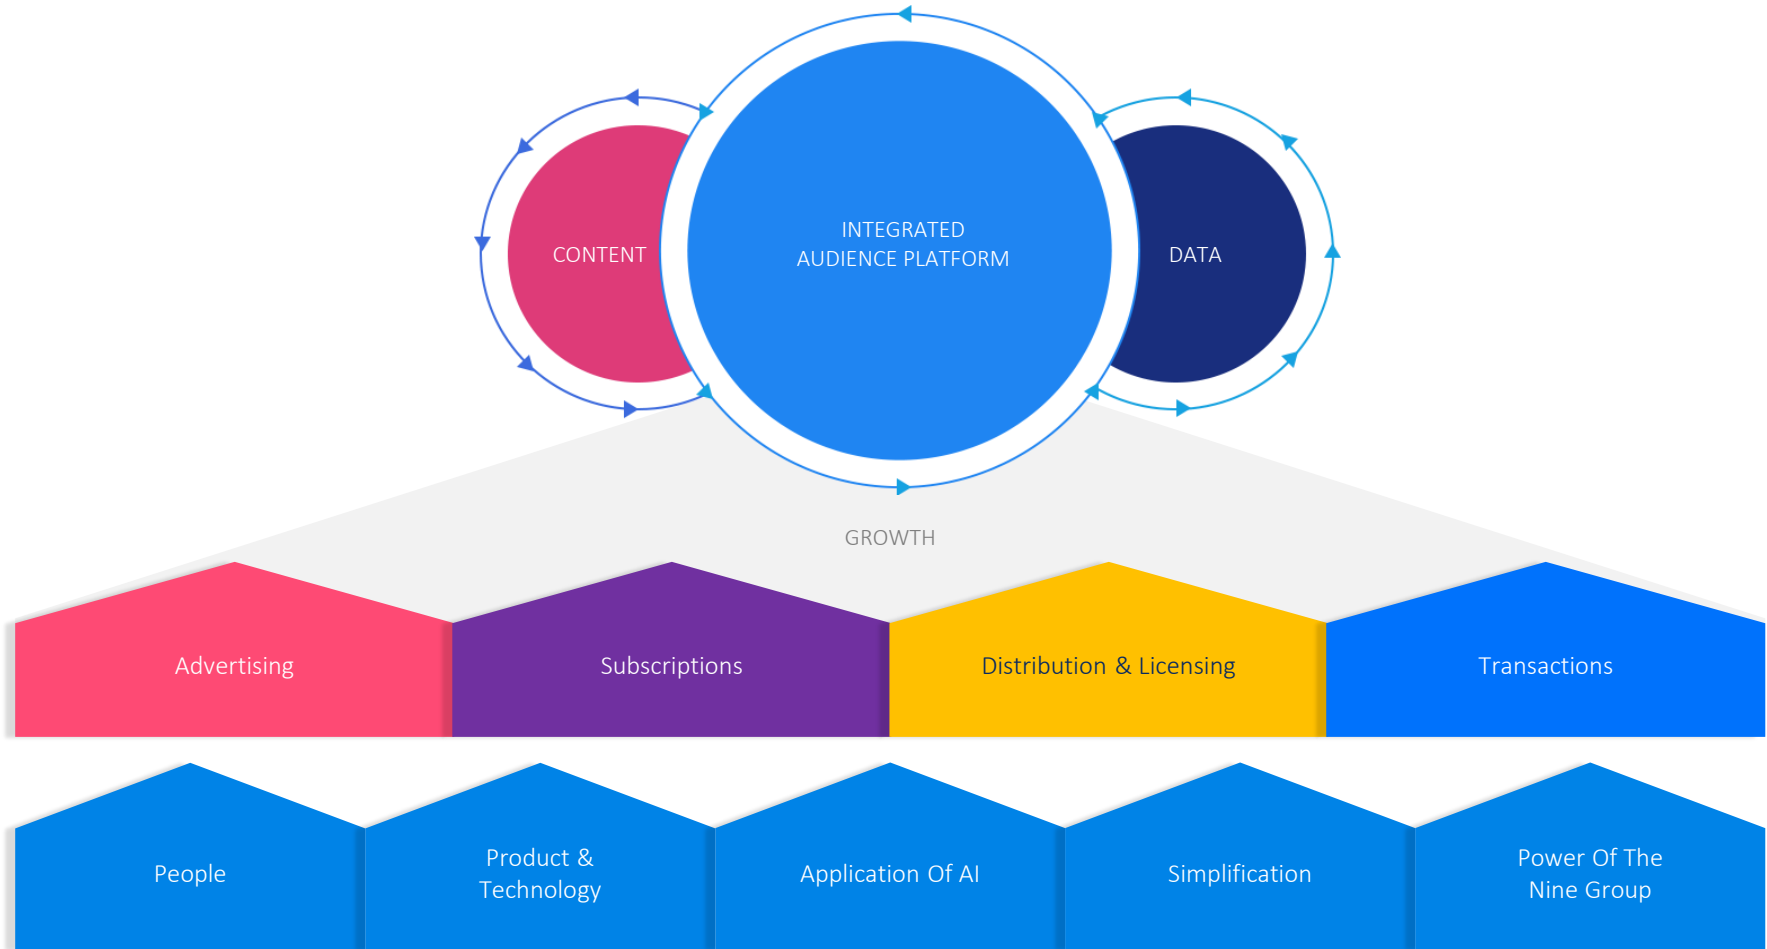 INTEGRATED
AUDIENCE PLATFORM
CONTENT
DATA
GROWTH
Advertising
Subscriptions
Distribution & Licensing
Transactions
People
Product &
Technology
Application Of AI
Simplification
Power Of The
Nine Group